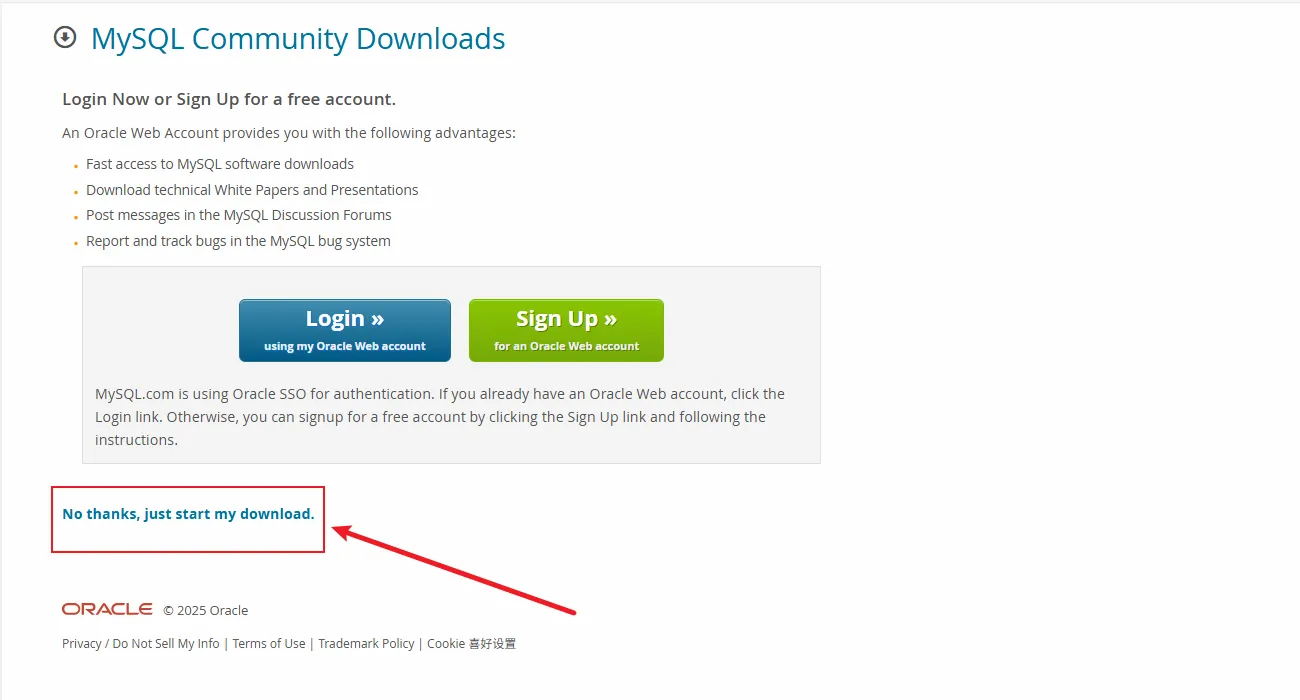 MySQL Community Downloads
Login Now or Sign Up for a free account.
An Oracle Web Account provides you with the following advantages:
Fast access to MySQL software downloads
Download technical White Papers and Presentations
Post messages in the MySQL Discussion Forums
Report and track bugs in the MySQL bug system
Login »
using my Oracle Web account
Sign Up »
for an Oracle Web account
MySQL.com is using Oracle SSO for authentication. If you already have an Oracle Web account, click the
Login link. Otherwise, you can signup for a free account by clicking the Sign Up link and following the
instructions.
No thanks, just start my download.
ORACLE © 2025 Oracle
Privacy / Do Not Sell My Info | Terms of Use | Trademark Policy | Cookie 喜好设置